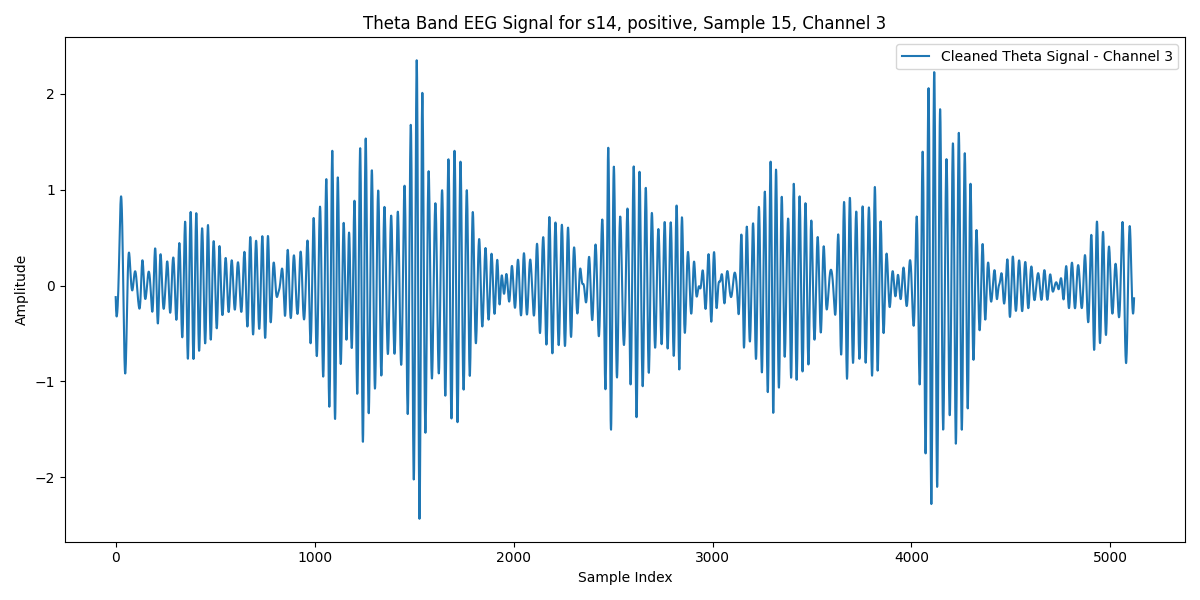 Theta Band EEG Signal for s14, positive, Sample 15, Channel 3
Cleaned Theta Signal - Channel 3
Amplitude
2
1
0
−1
−2
0 1000 2000 3000 4000 5000
Sample Index